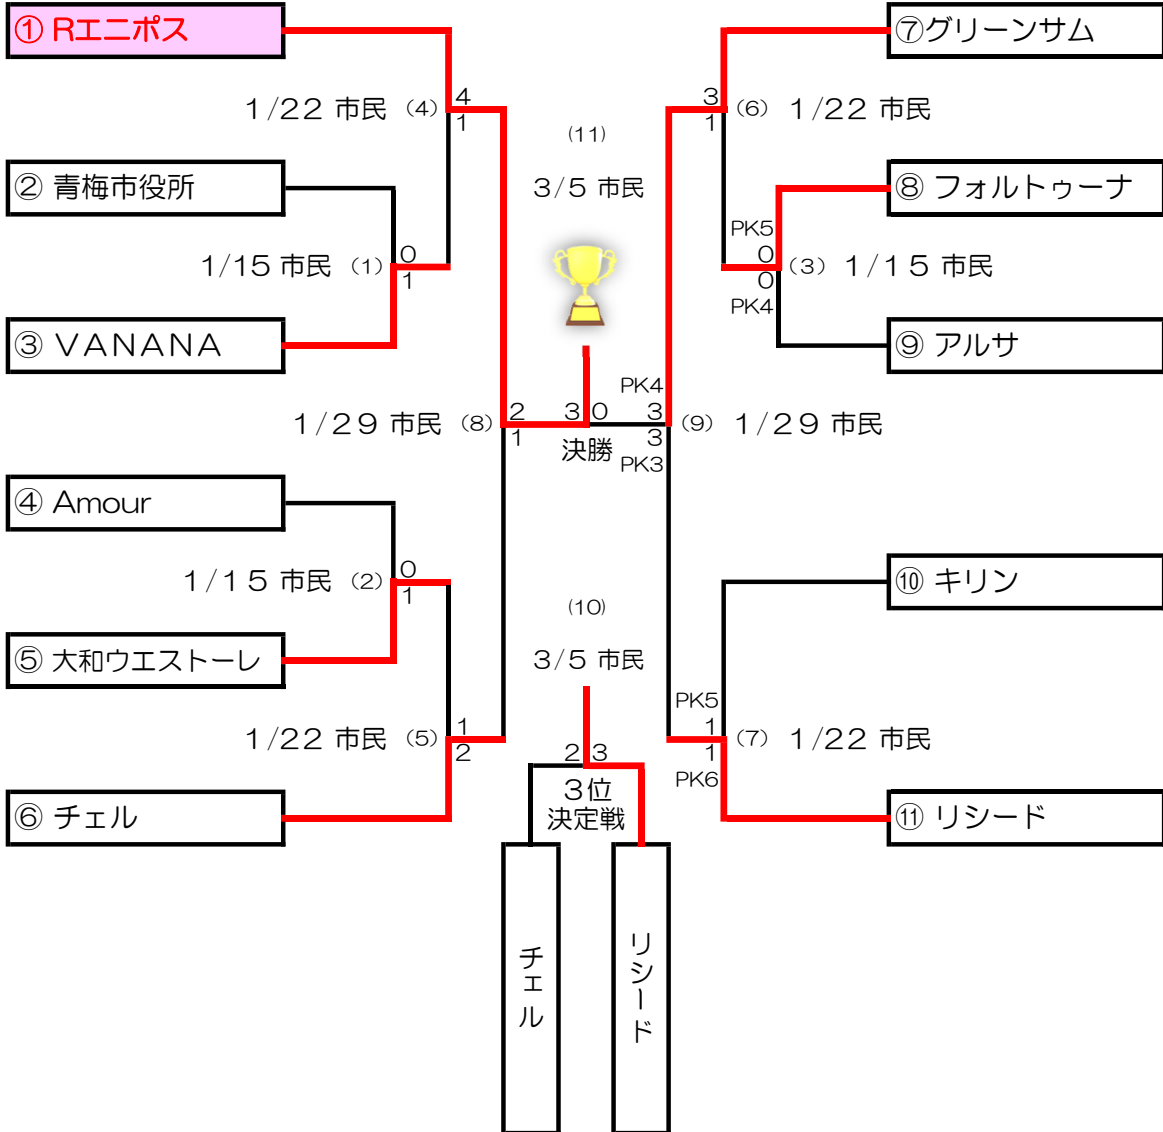 ① Rエニポス
⑦グリーンサム
1/22 市民 (4)
4
1
3
1
(6) 1/22 市民
(11)
3/5 市民
② 青梅市役所
⑧ フォルトゥーナ
1/15 市民 (1)
0
1
PK5
0
0
PK4
(3) 1/15 市民
③ VANANA
⑨ アルサ
1/29 市民 (8)
2
1
3 0
決勝
PK4
3
3
PK3
(9) 1/29 市民
④ Amour
1/15 市民 (2)
0
1
⑩ キリン
(10)
3/5 市民
⑤ 大和ウエストーレ
1/22 市民 (5)
1
2
PK5
1
1
PK6
(7) 1/22 市民
2 3
3位
決定戦
⑥ チェル
⑪ リシード
チェル
リシード